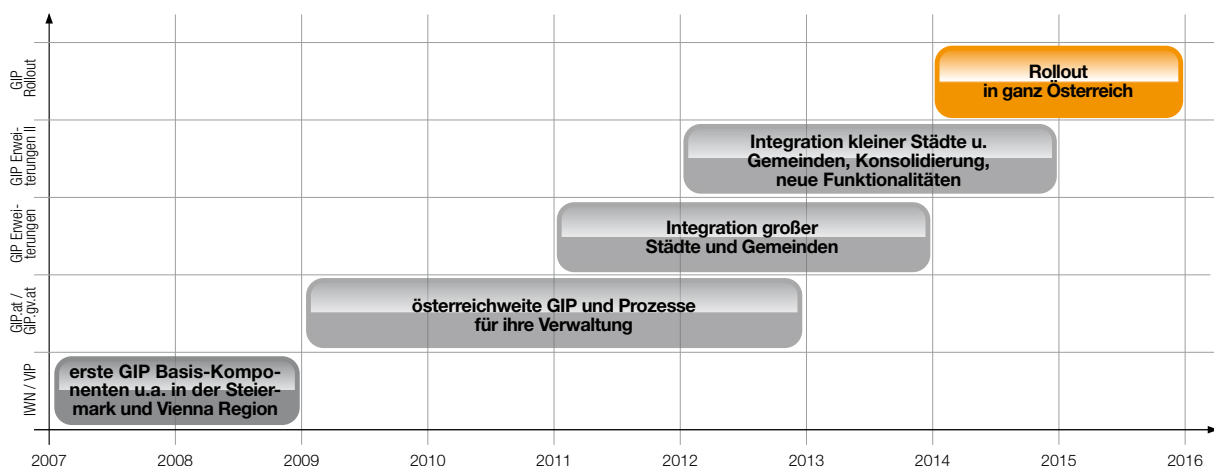 GIP
Rollout
Rollout
in ganz Österreich
GIP Erwei-
terungen II
Integration kleiner Städte u.
Gemeinden, Konsolidierung,
neue Funktionalitäten
GIP Erwei-
terungen
Integration großer
Städte und Gemeinden
GIP.at /
GIP.gv.at
österreichweite GIP und Prozesse
für ihre Verwaltung
IWN / VIP
erste GIP Basis-Kompo-
nenten u.a. in der Steier-
mark und Vienna Region
2007 2008 2009 2010 2011 2012 2013 2014 2015 2016